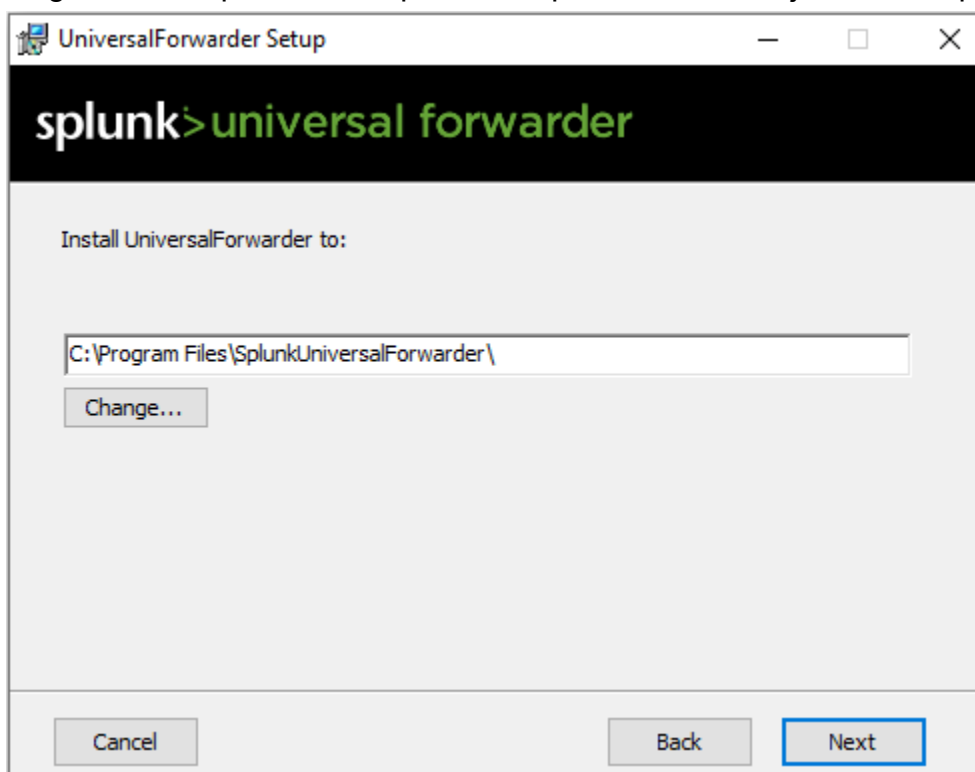 UniversalForwarder Setup
splunk>universal forwarder
Install UniversalForwarder to:
C:\Program Files\SplunkUniversalForwarder\
Change...
Cancel
Back
Next